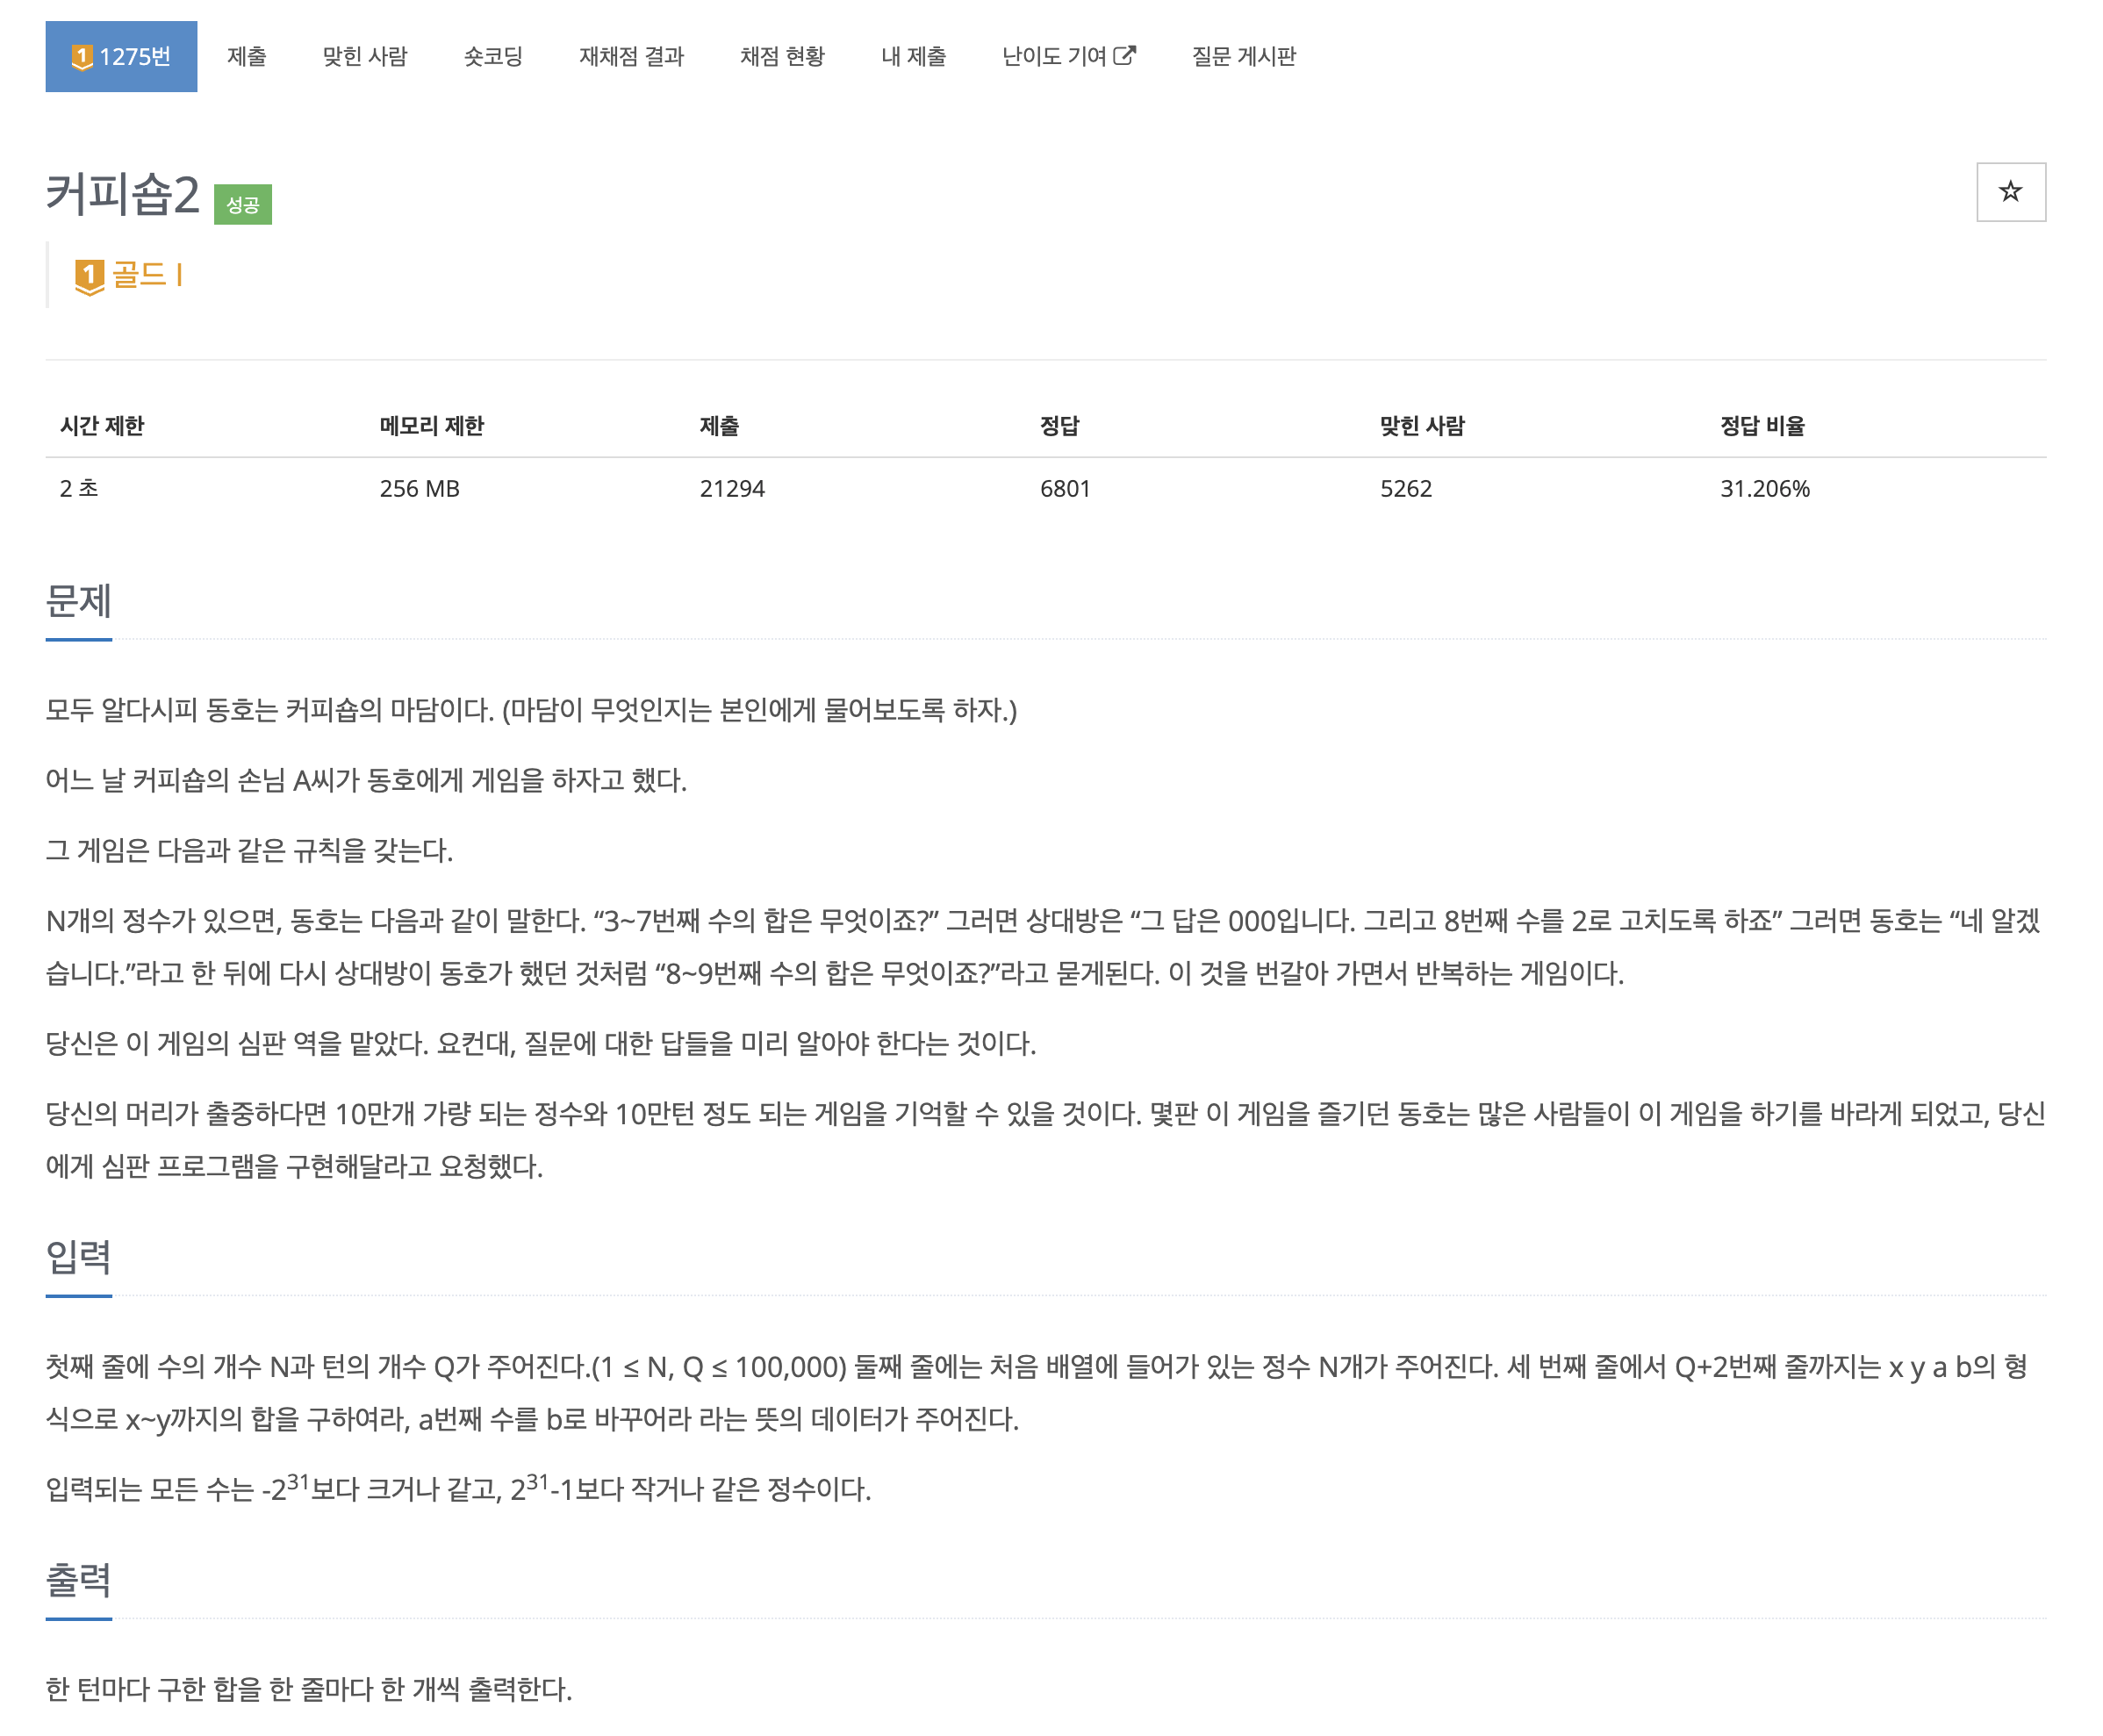 1 1275번 제출 맞힌 사람 숏코딩 재채점 결과 채점 현황 내 제출 난이도 기여 질문 게시판
커피숍2 성공
1 골드 I
시간 제한 메모리 제한 제출 정답 맞힌 사람 정답 비율
2 초 256 MB 21294 6801 5262 31.206%
문제
모두 알다시피 동호는 커피숍의 마담이다. (마담이 무엇인지는 본인에게 물어보도록 하자.)
어느 날 커피숍의 손님 A씨가 동호에게 게임을 하자고 했다.
그 게임은 다음과 같은 규칙을 갖는다.
N개의 정수가 있으면, 동호는 다음과 같이 말한다. “3~7번째 수의 합은 무엇이죠?” 그러면 상대방은 “그 답은 000입니다. 그리고 8번째 수를 2로 고치도록 하죠” 그러면 동호는 “네 알겠
습니다.”라고 한 뒤에 다시 상대방이 동호가 했던 것처럼 “8~9번째 수의 합은 무엇이죠?”라고 묻게된다. 이 것을 번갈아 가면서 반복하는 게임이다.
당신은 이 게임의 심판 역을 맡았다. 요컨대, 질문에 대한 답들을 미리 알아야 한다는 것이다.
당신의 머리가 출중하다면 10만개 가량 되는 정수와 10만턴 정도 되는 게임을 기억할 수 있을 것이다. 몇판 이 게임을 즐기던 동호는 많은 사람들이 이 게임을 하기를 바라게 되었고, 당신
에게 심판 프로그램을 구현해달라고 요청했다.
입력
첫째 줄에 수의 개수 N과 턴의 개수 Q가 주어진다.(1 ≤ N, Q ≤ 100,000) 둘째 줄에는 처음 배열에 들어가 있는 정수 N개가 주어진다. 세 번째 줄에서 Q+2번째 줄까지는 x y a b의 형
식으로 x~y까지의 합을 구하여라, a번째 수를 b로 바꾸어라 라는 뜻의 데이터가 주어진다.
입력되는 모든 수는 -2³¹보다 크거나 같고, 2³¹-1보다 작거나 같은 정수이다.
출력
한 턴마다 구한 합을 한 줄마다 한 개씩 출력한다.